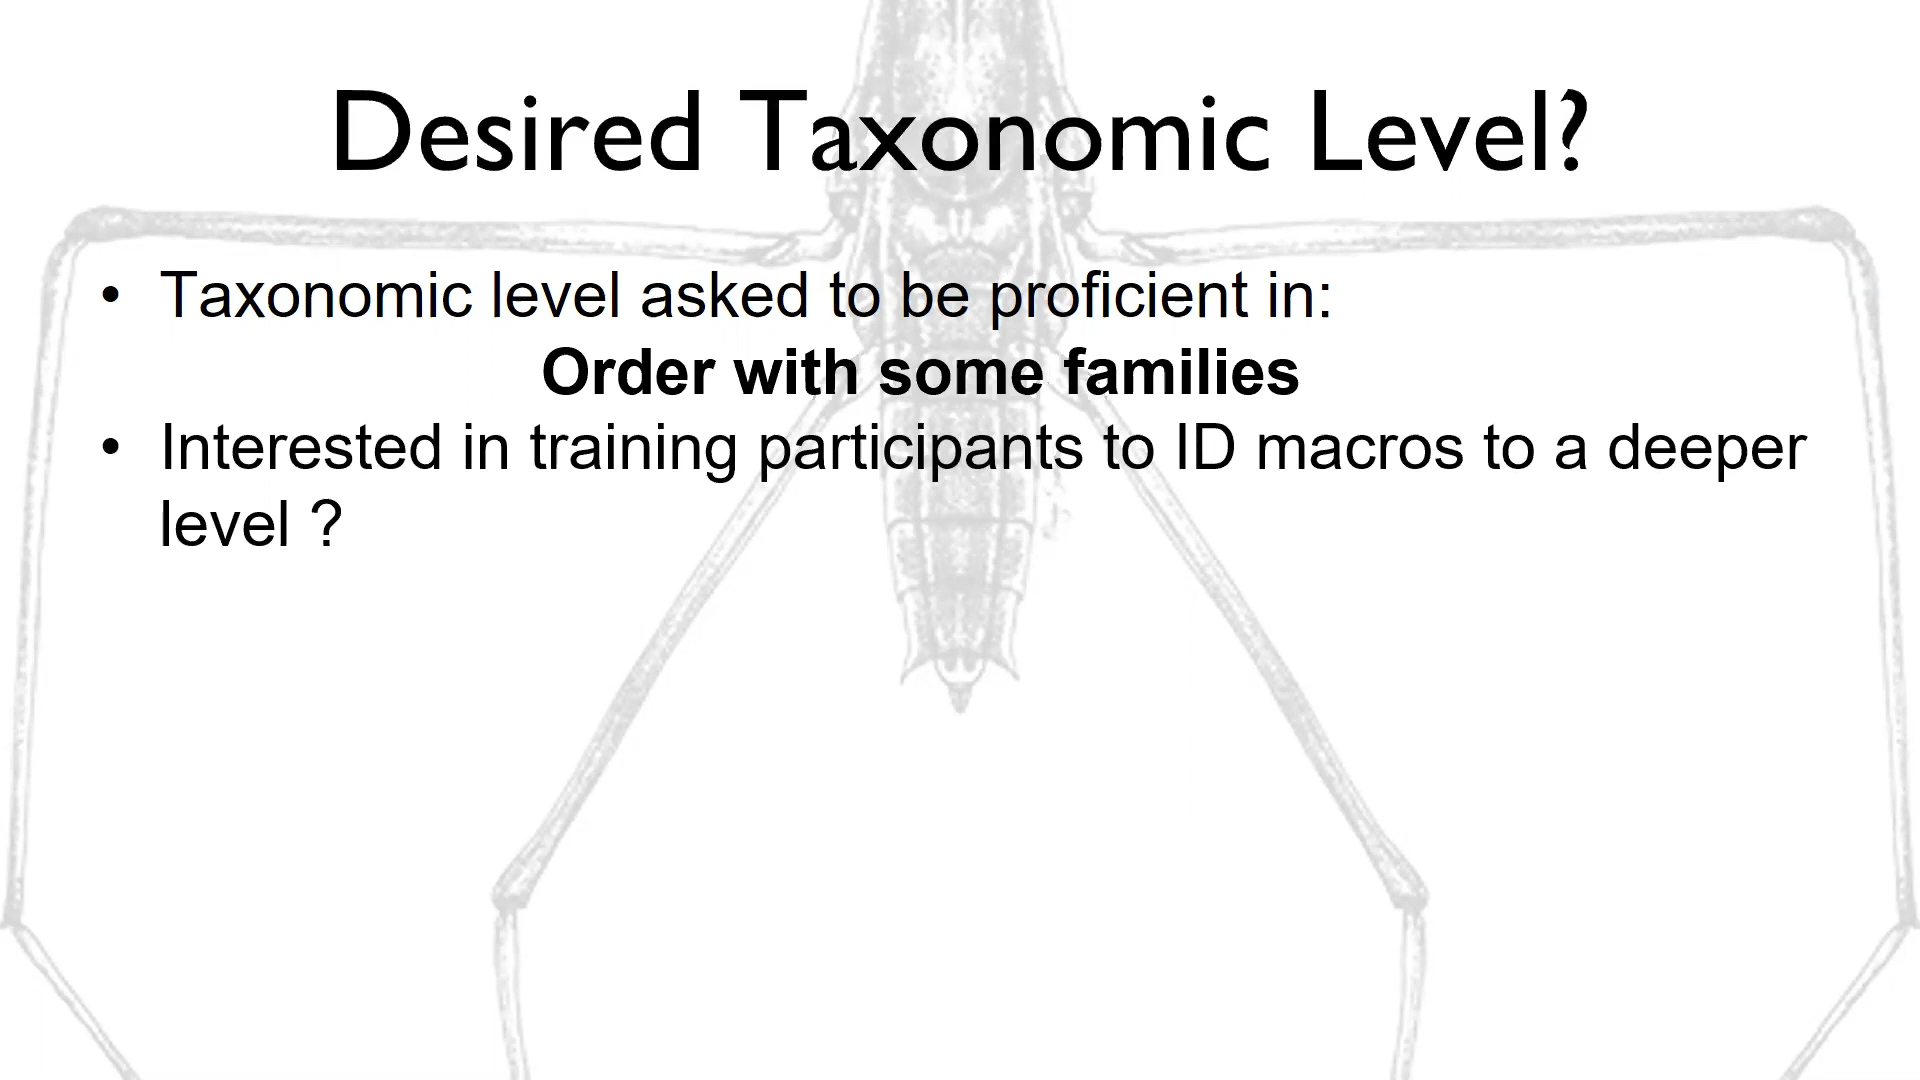 Desired Taxonomic Level?
• Taxonomic level asked to be proficient in:
Order with some families
• Interested in training participants to ID macros to a deeper
level ?